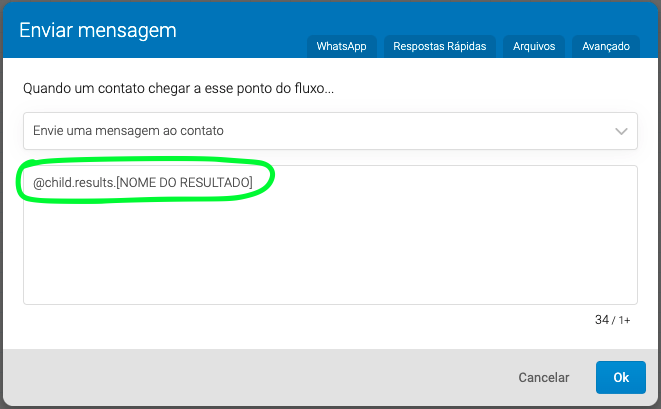 Enviar mensagem
WhatsApp
Respostas Rápidas
Arquivos
Avançado
Quando um contato chegar a esse ponto do fluxo...
Envie uma mensagem ao contato
@child.results.[NOME DO RESULTADO]
34 / 1+
Cancelar
Ok